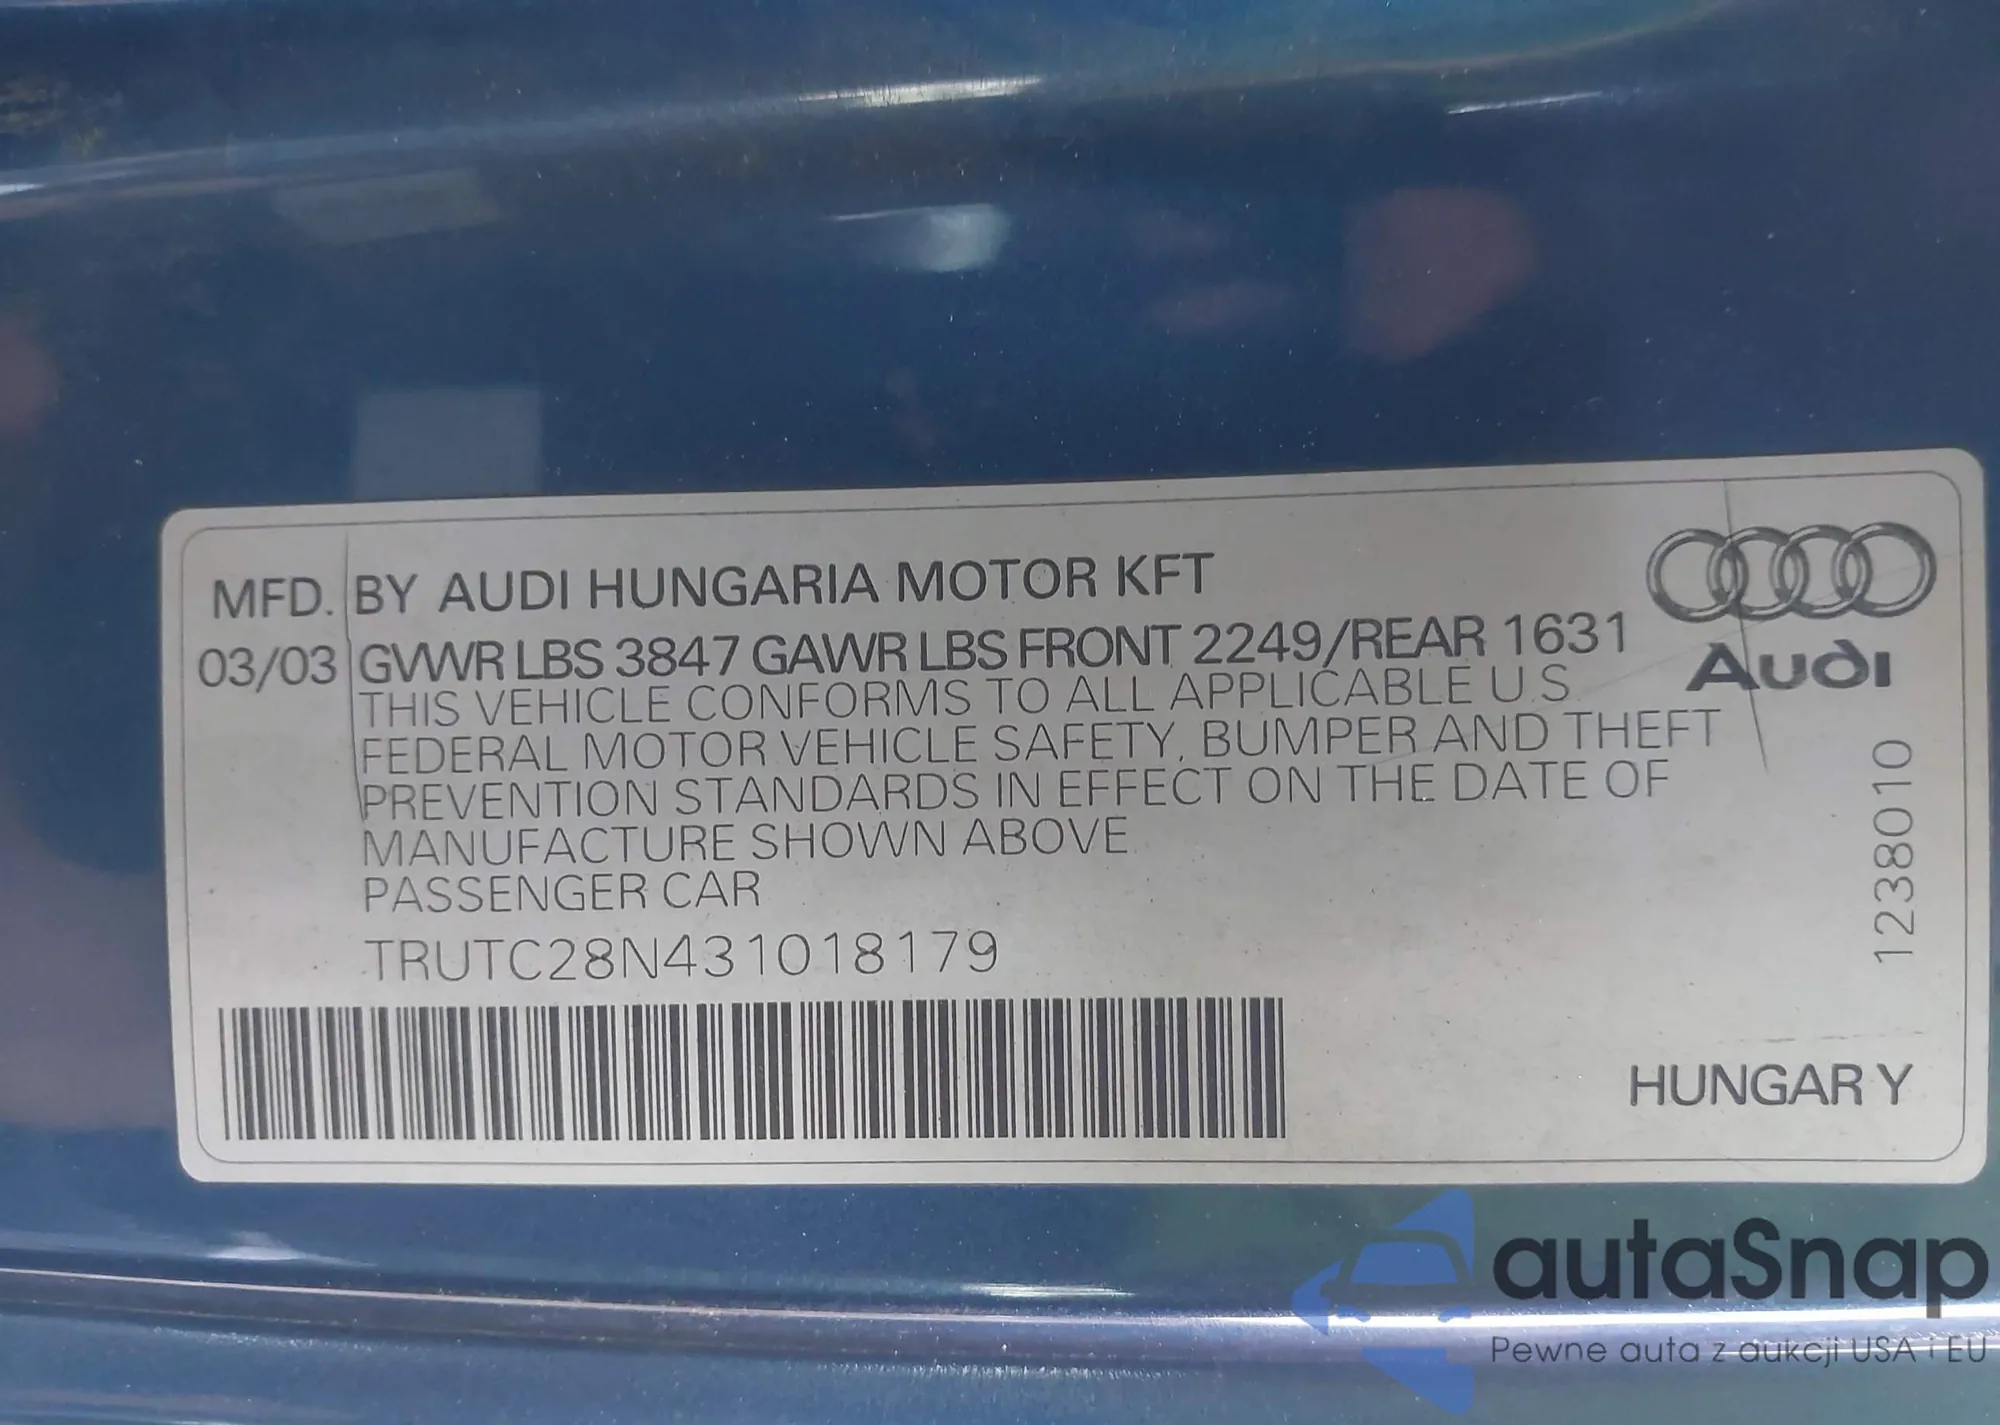 MFD. BY AUDI HUNGARIA MOTOR KFT
03/03 GVWR LBS 3847 GAWR LBS FRONT 2249/REAR 1631
THIS VEHICLE CONFORMS TO ALL APPLICABLE U.S.
FEDERAL MOTOR VEHICLE SAFETY, BUMPER AND THEFT
PREVENTION STANDARDS IN EFFECT ON THE DATE OF
MANUFACTURE SHOWN ABOVE
PASSENGER CAR
TRUTC28N431018179
Audi
1238010
HUNGARY
autaSnap
Pewne auta z aukcji USA i EU